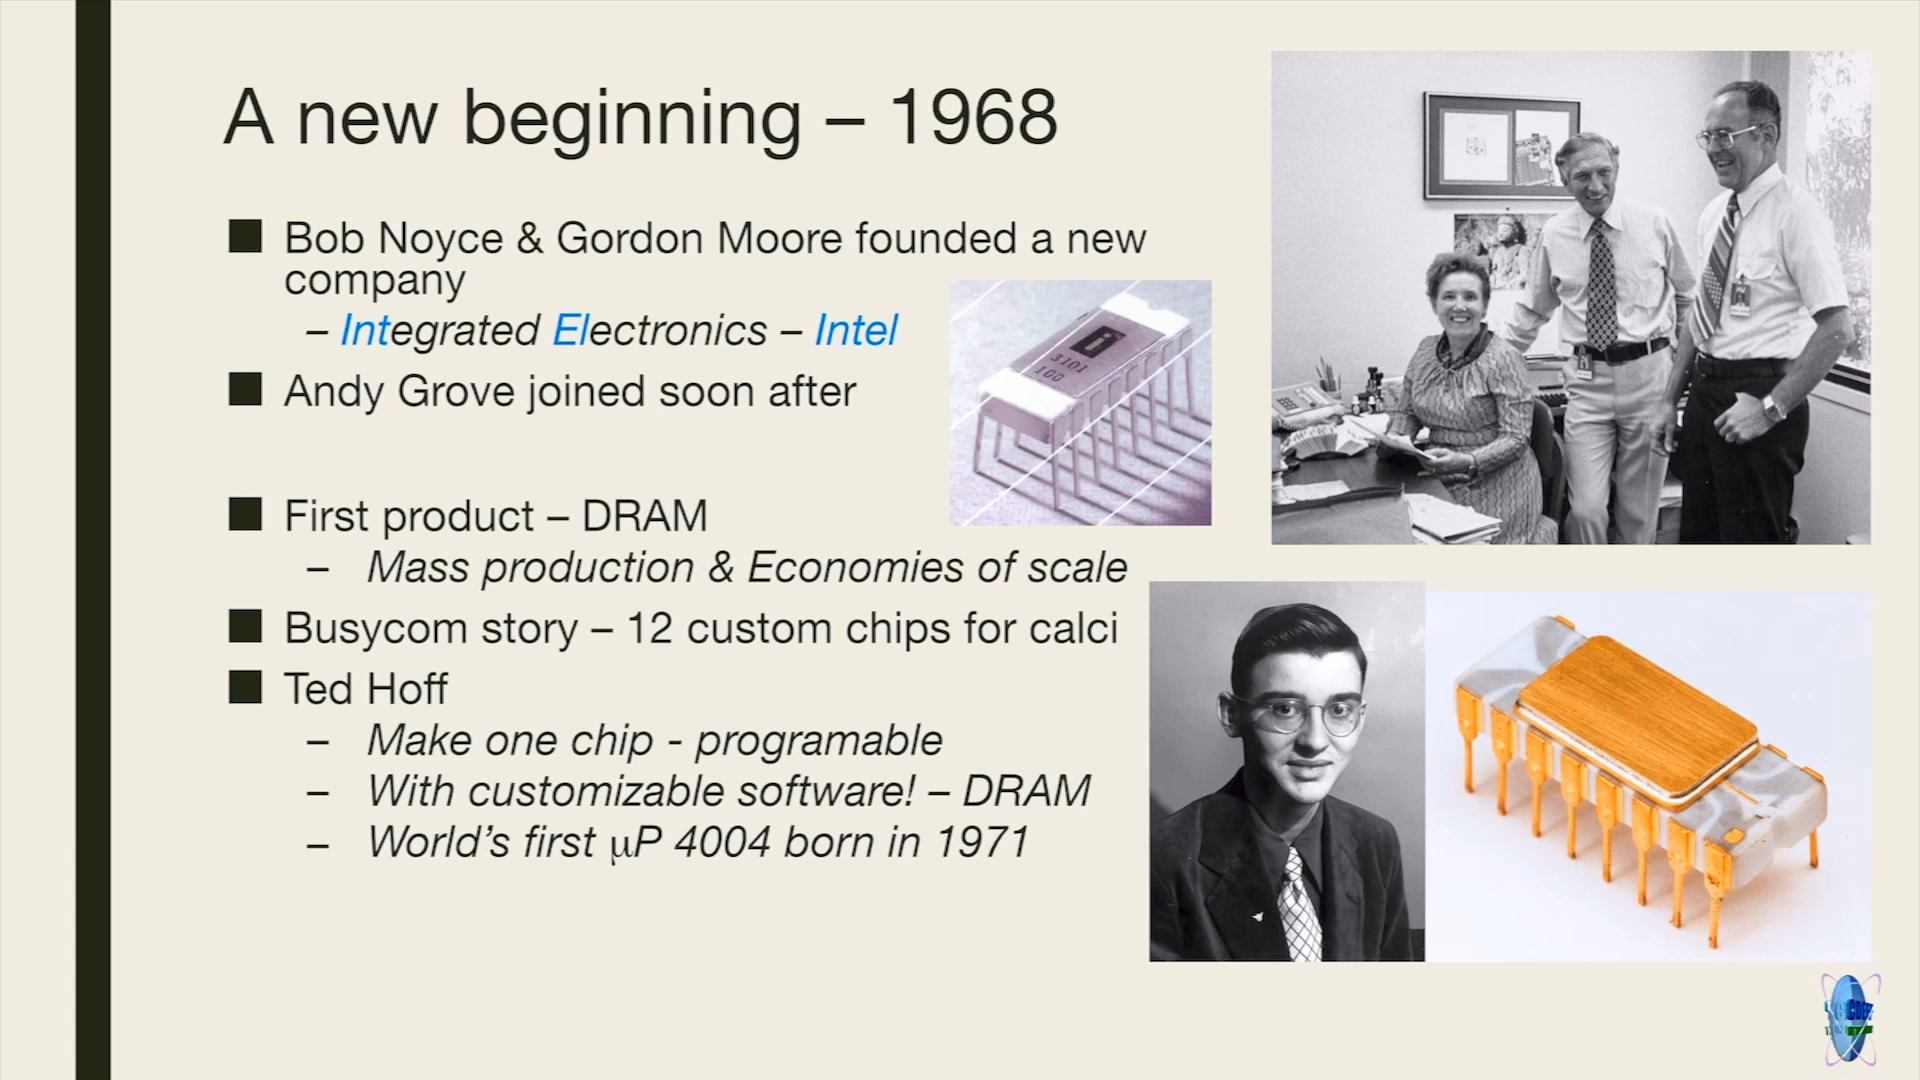 A new beginning – 1968
Bob Noyce & Gordon Moore founded a new
company
– Integrated Electronics – Intel
Andy Grove joined soon after
i
3101
100
First product – DRAM
– Mass production & Economies of scale
Busycom story – 12 custom chips for calci
Ted Hoff
– Make one chip - programable
– With customizable software! – DRAM
– World’s first µP 4004 born in 1971